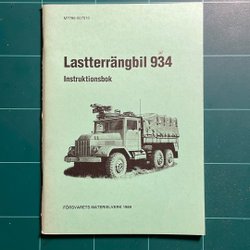 Lastterrängbil 934
Instruktionsbok
FÖRSVARETS MATERIELVERK